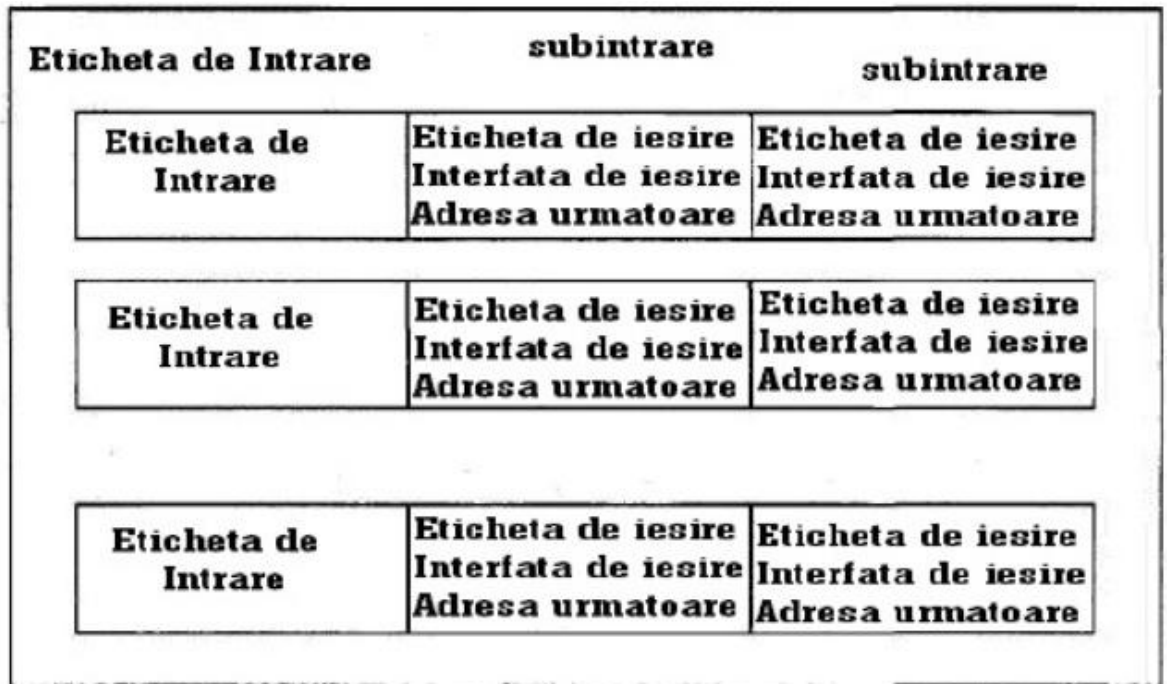 Eticheta de Intrare
subintrare
subintrare
Eticheta de
Intrare
Eticheta de iesire
Interfata de iesire
Adresa urmatoare
Eticheta de iesire
Interfata de iesire
Adresa urmatoare
Eticheta de
Intrare
Eticheta de iesire
Interfata de iesire
Adresa urmatoare
Eticheta de iesire
Interfata de iesire
Adresa urmatoare
Eticheta de
Intrare
Eticheta de iesire
Interfata de iesire
Adresa urmatoare
Eticheta de iesire
Interfata de iesire
Adresa urmatoare